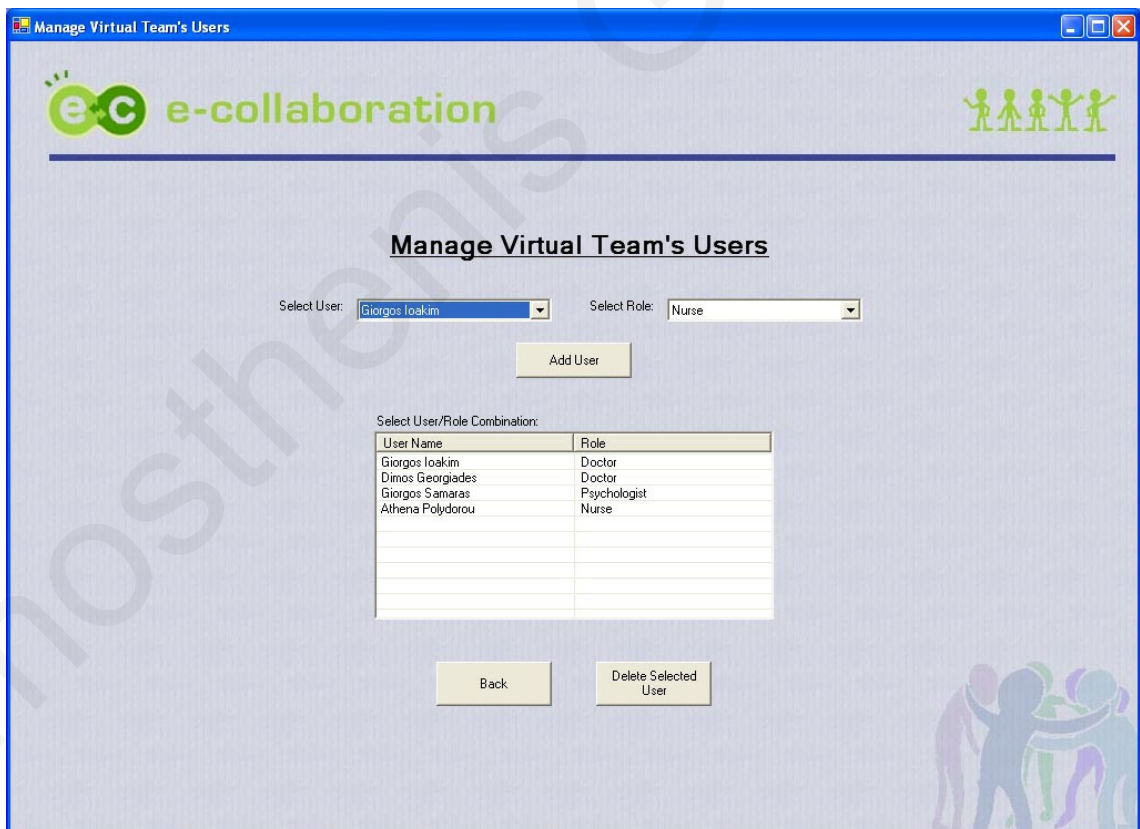 Manage Virtual Team's Users
ec e-collaboration
Manage Virtual Team's Users
Select User: Giorgos Ioakim Select Role: Nurse
Add User
Select User/Role Combination:
User Name Role
Giorgos Ioakim Doctor
Dimos Georgiades Doctor
Giorgos Samaras Psychologist
Athena Polydorou Nurse
Back Delete Selected
User
nosthenis G